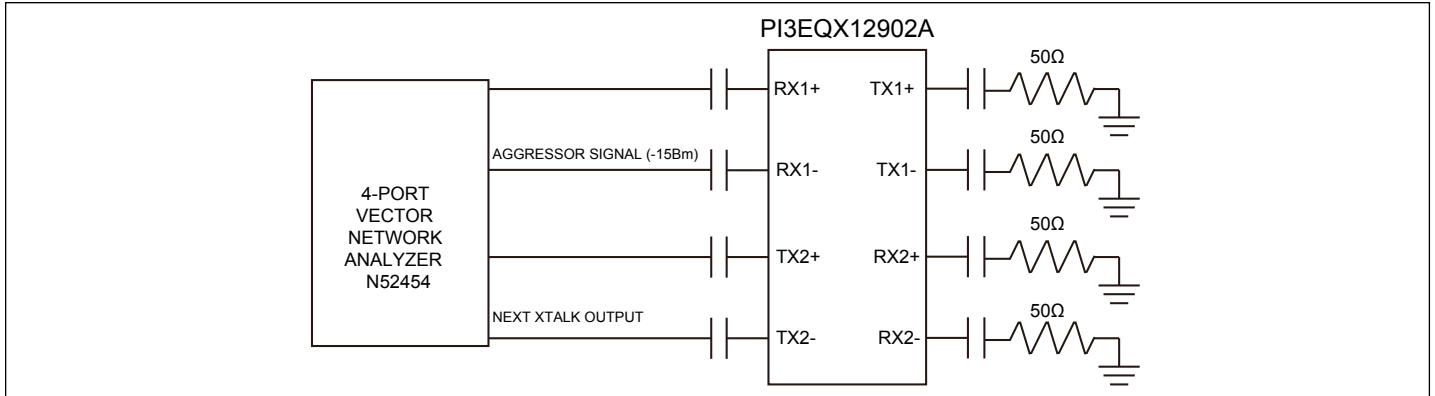 PI3EQX12902A
50Ω
RX1+ TX1+
AGGRESSOR SIGNAL (-15Bm)
50Ω
RX1- TX1-
4-PORT
VECTOR
NETWORK
ANALYZER
N52454
50Ω
TX2+ RX2+
NEXT XTALK OUTPUT
50Ω
TX2- RX2-